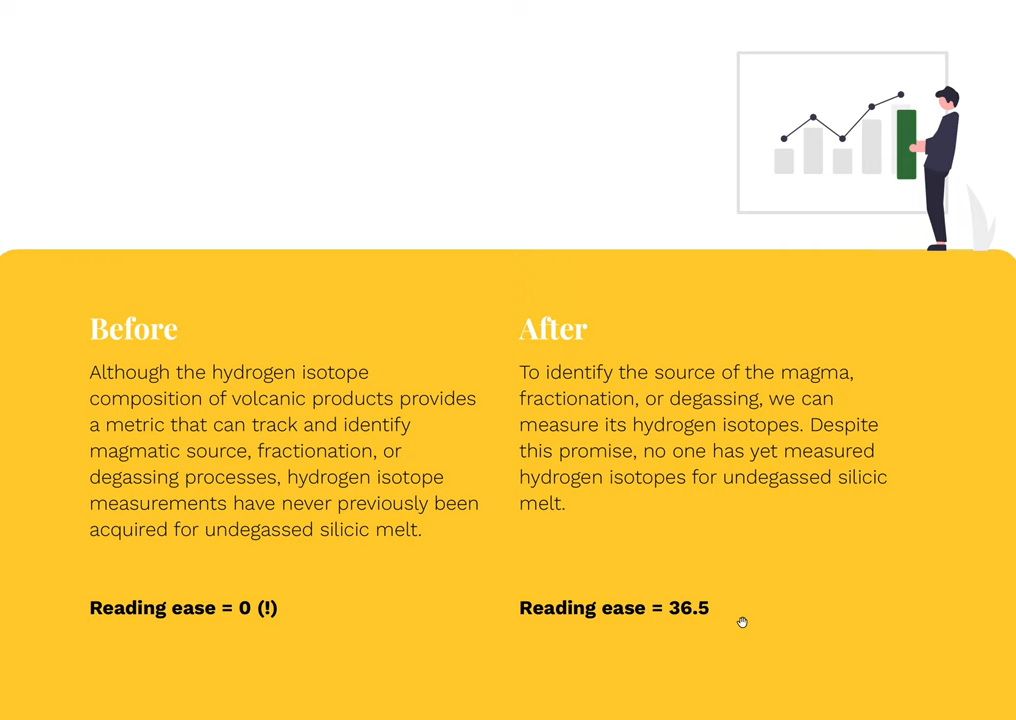 Before
Although the hydrogen isotope
composition of volcanic products provides
a metric that can track and identify
magmatic source, fractionation, or
degassing processes, hydrogen isotope
measurements have never previously been
acquired for undegassed silicic melt.
Reading ease = 0 (!)
After
To identify the source of the magma,
fractionation, or degassing, we can
measure its hydrogen isotopes. Despite
this promise, no one has yet measured
hydrogen isotopes for undegassed silicic
melt.
Reading ease = 36.5